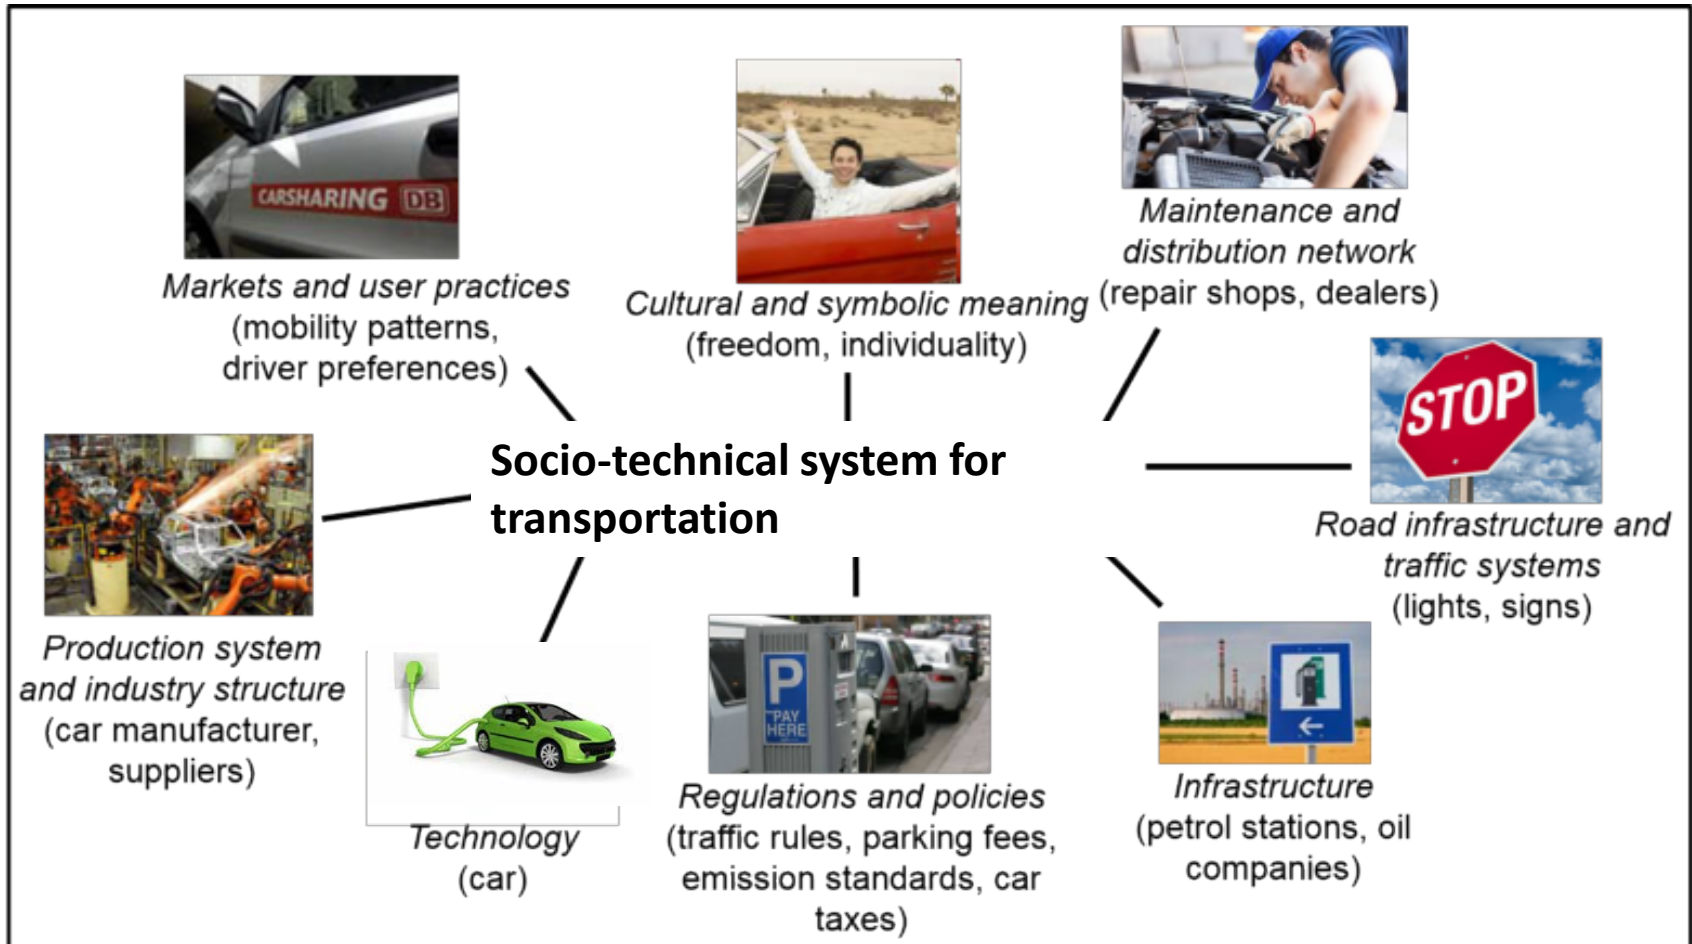 CARSHARING DB
Markets and user practices
(mobility patterns,
driver preferences)
Cultural and symbolic meaning
(freedom, individuality)
Maintenance and
distribution network
(repair shops, dealers)
STOP
Road infrastructure and
traffic systems
(lights, signs)
Socio-technical system for
transportation
Production system
and industry structure
(car manufacturer,
suppliers)
Technology
(car)
P
PAY
HERE
Regulations and policies
(traffic rules, parking fees,
emission standards, car
taxes)
Infrastructure
(petrol stations, oil
companies)